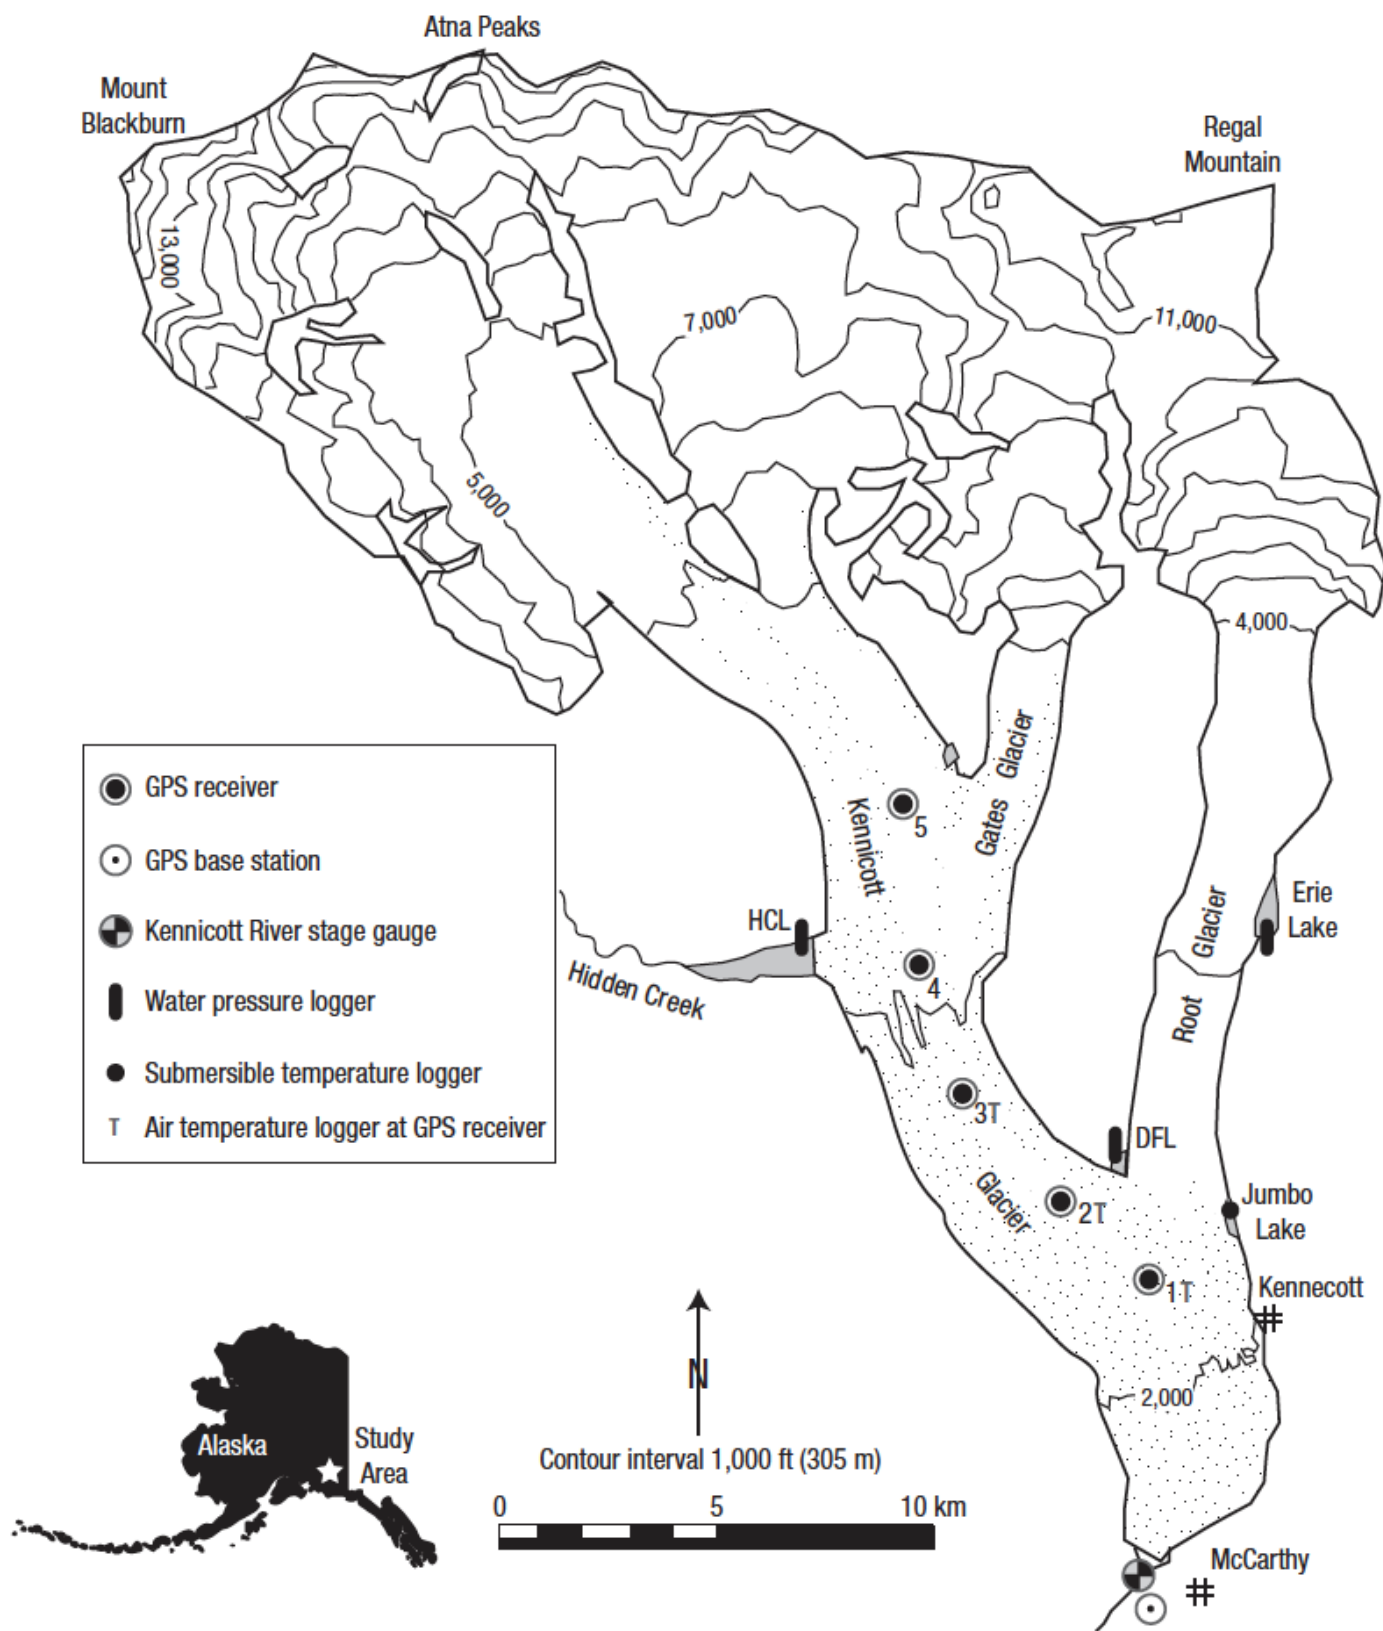 Atna Peaks
Mount
Blackburn
Regal
Mountain
13,000
7,000
11,000
5,000
4,000
Glacier
Gates
Kennicott
5
GPS receiver
GPS base station
Kennicott River stage gauge
Water pressure logger
Submersible temperature logger
T Air temperature logger at GPS receiver
HCL
Hidden Creek
4
Erie
Lake
Glacier
Root
3T
DFL
Glacier
2T
Jumbo
Lake
1T
Kennecott
2,000
N
Alaska
Study
Area
Contour interval 1,000 ft (305 m)
0 5 10 km
McCarthy